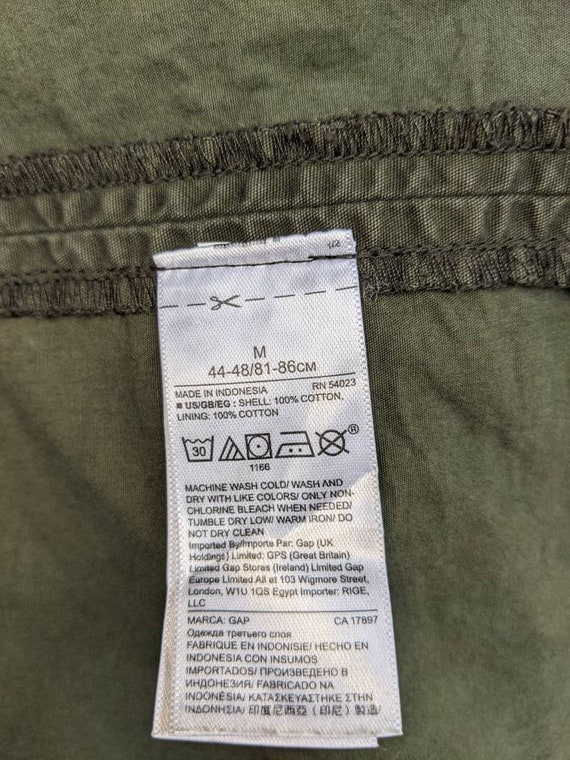 1/2
M
44-48/81-86CM
MADE IN INDONESIA RN 54023
■ US/GB/EG : SHELL: 100% COTTON,
LINING: 100% COTTON
30 ®
1166
MACHINE WASH COLD/ WASH AND
DRY WITH LIKE COLORS/ ONLY NON-
CHLORINE BLEACH WHEN NEEDED/
TUMBLE DRY LOW/ WARM IRON/ DO
NOT DRY CLEAN
Imported By/Importe Par: Gap (UK
Holdings) Limited: GPS (Great Britain)
Limited Gap Stores (Ireland) Limited Gap
Europe Limited All at 103 Wigmore Street,
London, W1U 1QS Egypt Importer: RIGE,
LLC
MARCA: GAP CA 17897
Одежда третьего слоя
FABRIQUE EN INDONISIE/ HECHO EN
INDONESIA CON INSUMOS
IMPORTADOS/ ПРОИЗВЕДЕНО В
ИНДОНЕЗИЯ/ FABRICADO NA
INDONÉSIA/ ΚΑΤΑΣΚΕΥΑΣΤΗΚΕ ΣΤΗΝ
ΙΝΔΟΝΗΣΙΑ/ 印度尼西亞（印尼）製造/